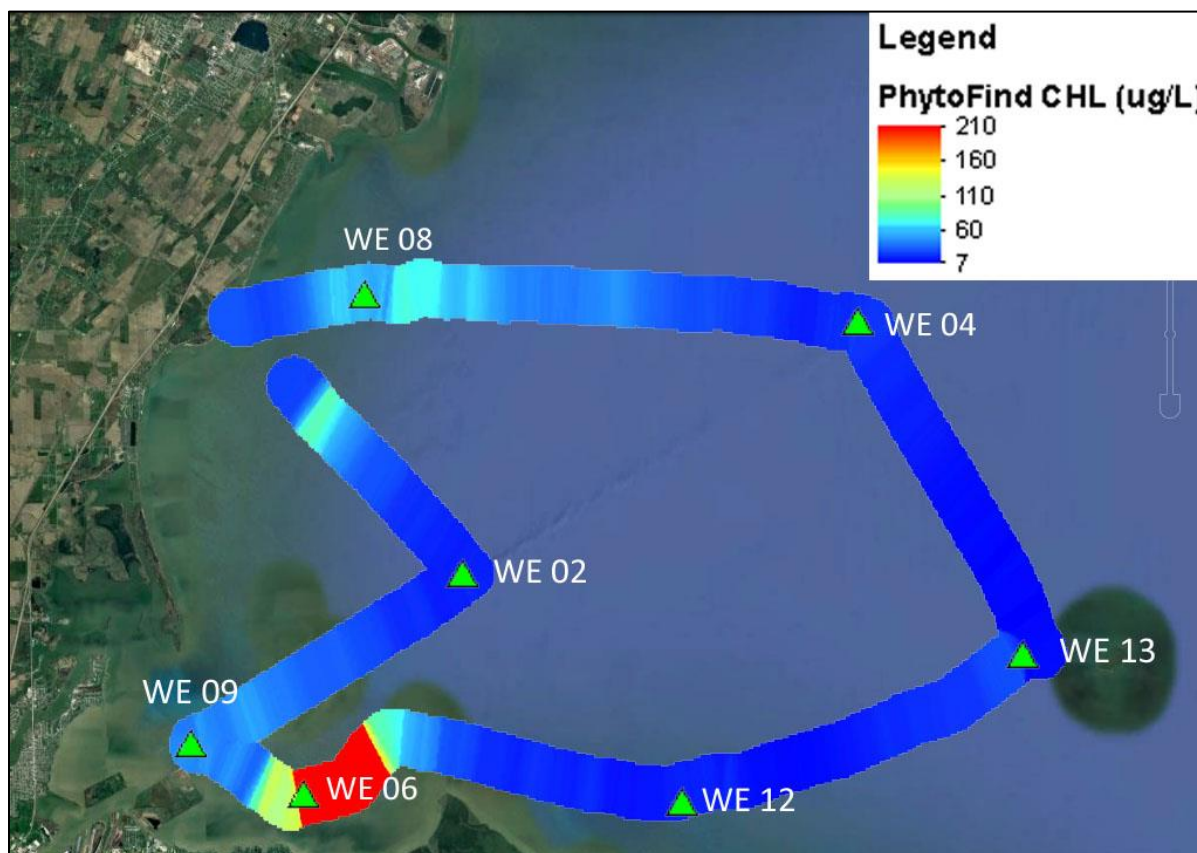 Legend
PhytoFind CHL (ug/L)
210
160
110
60
7
WE 08
WE 04
WE 02
WE 13
WE 09
WE 06
WE 12